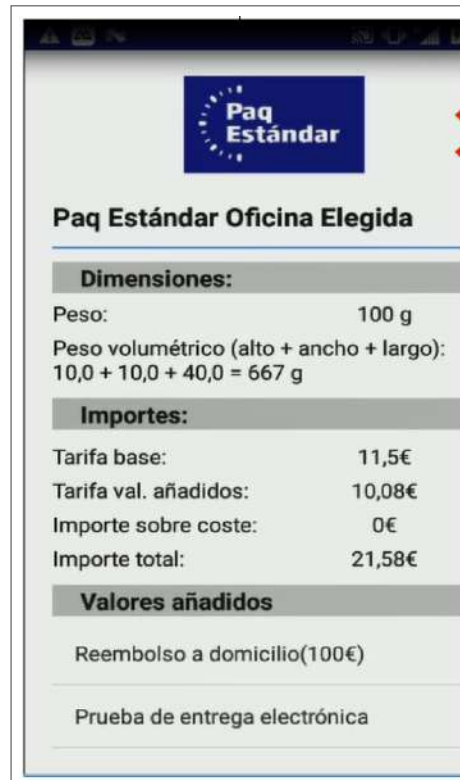 Paq
Estándar
Paq Estándar Oficina Elegida
Dimensiones:
Peso: 100 g
Peso volumétrico (alto + ancho + largo):
10,0 + 10,0 + 40,0 = 667 g
Importes:
Tarifa base: 11,5€
Tarifa val. añadidos: 10,08€
Importe sobre coste: 0€
Importe total: 21,58€
Valores añadidos
Reembolso a domicilio(100€)
Prueba de entrega electrónica